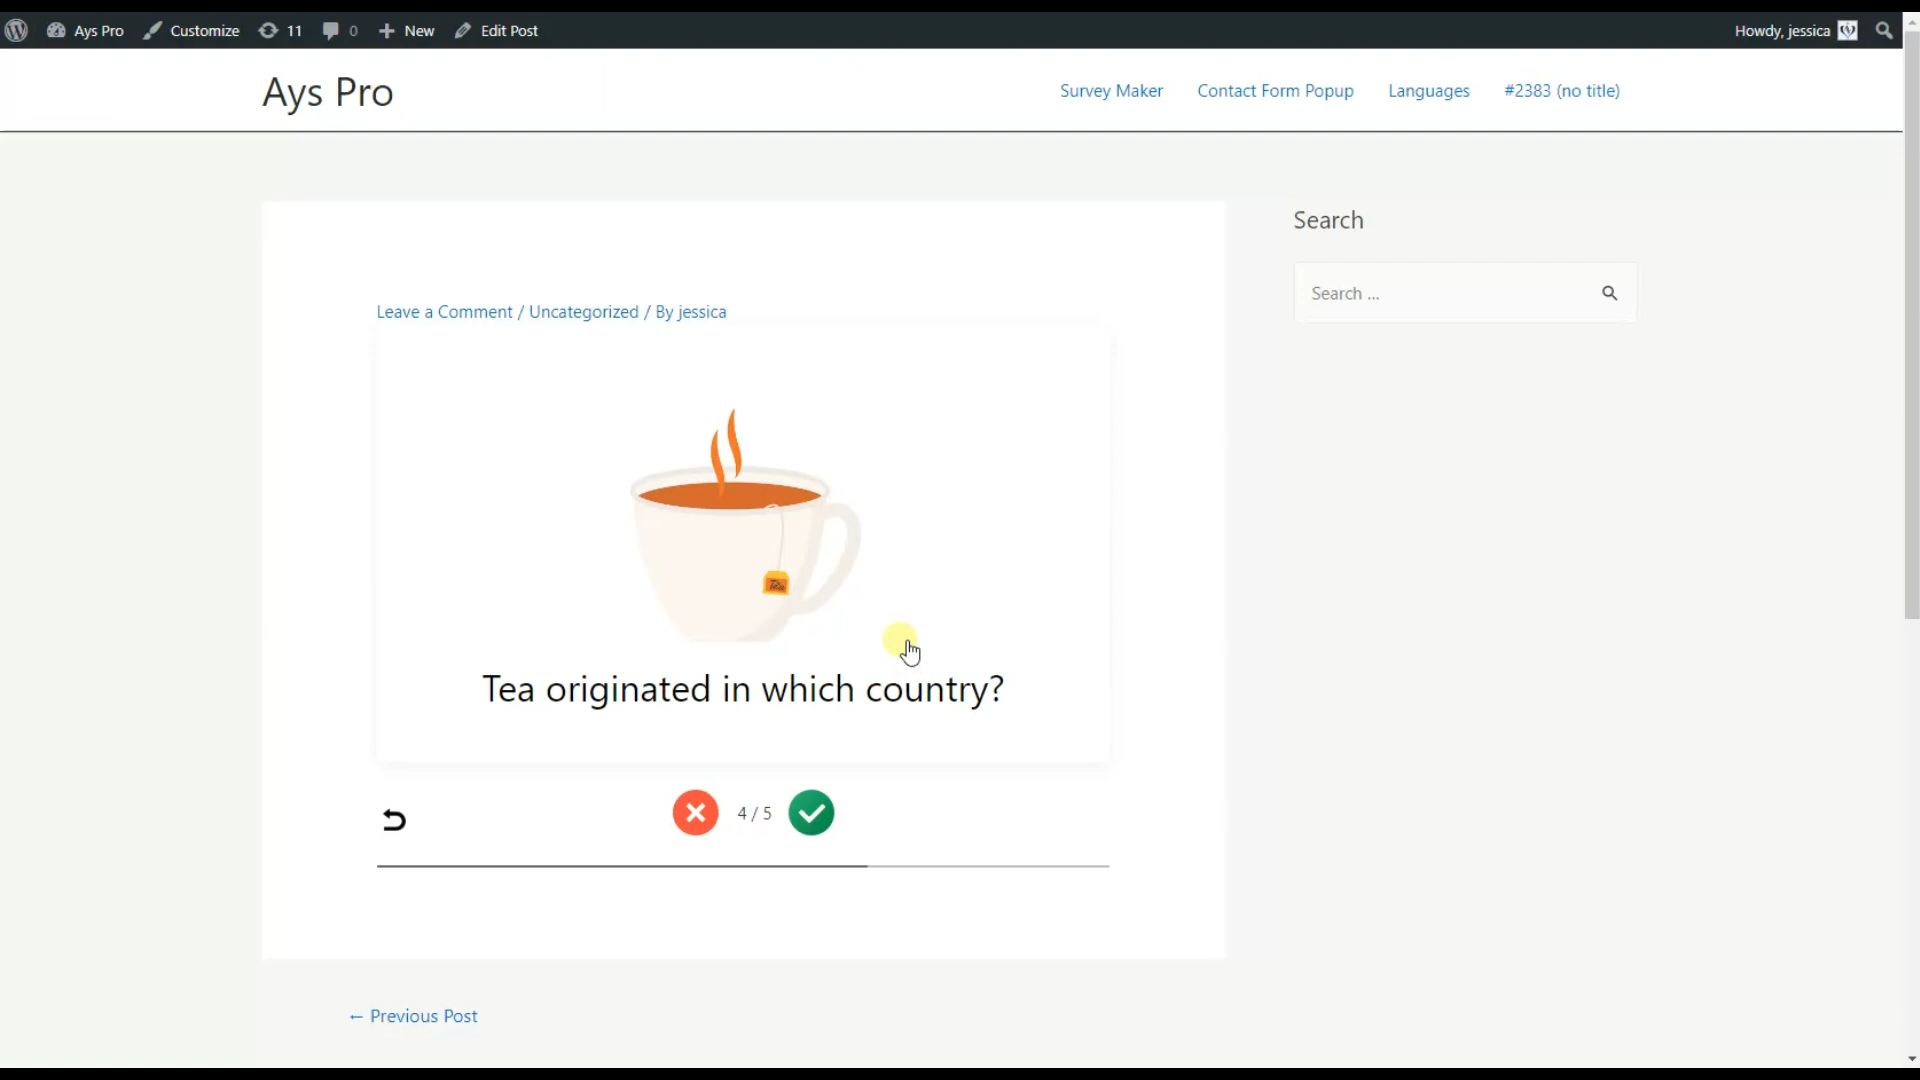 Ays Pro Customize 11 0 New Edit Post Howdy, jessica
Ays Pro
Survey Maker Contact Form Popup Languages #2383 (no title)
Search
Search ...
Leave a Comment / Uncategorized / By jessica
Tea
Tea originated in which country?
4 / 5
← Previous Post